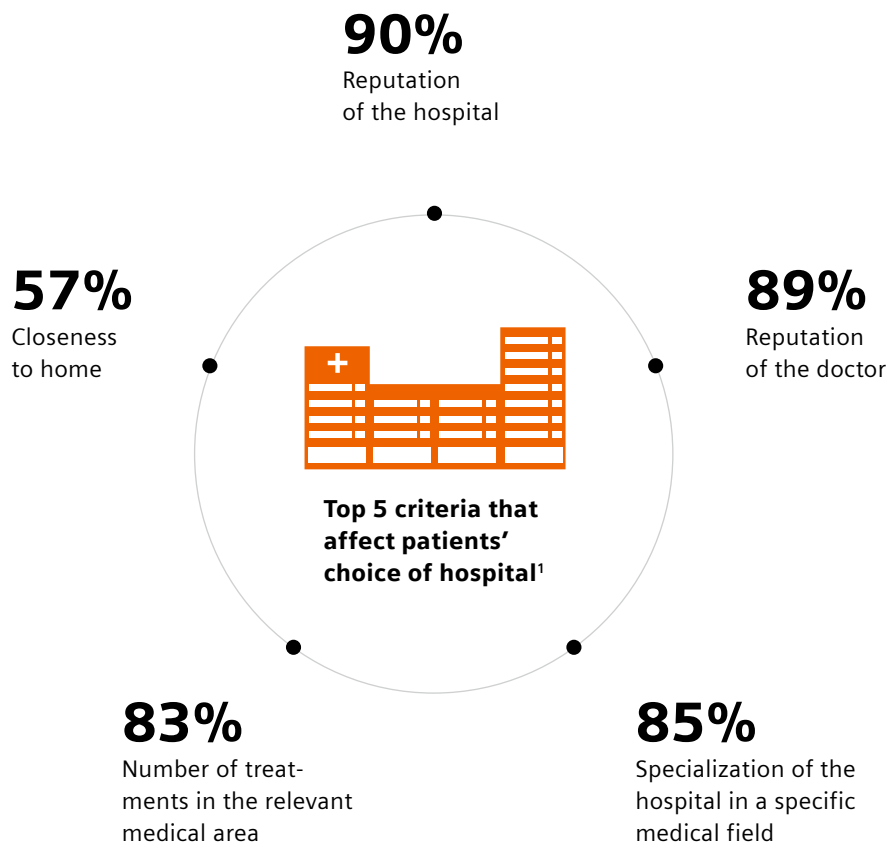 90%
Reputation
of the hospital
57%
Closeness
to home
89%
Reputation
of the doctor
Top 5 criteria that
affect patients’
choice of hospital¹
83%
Number of treat-
ments in the relevant
medical area
85%
Specialization of the
hospital in a specific
medical field